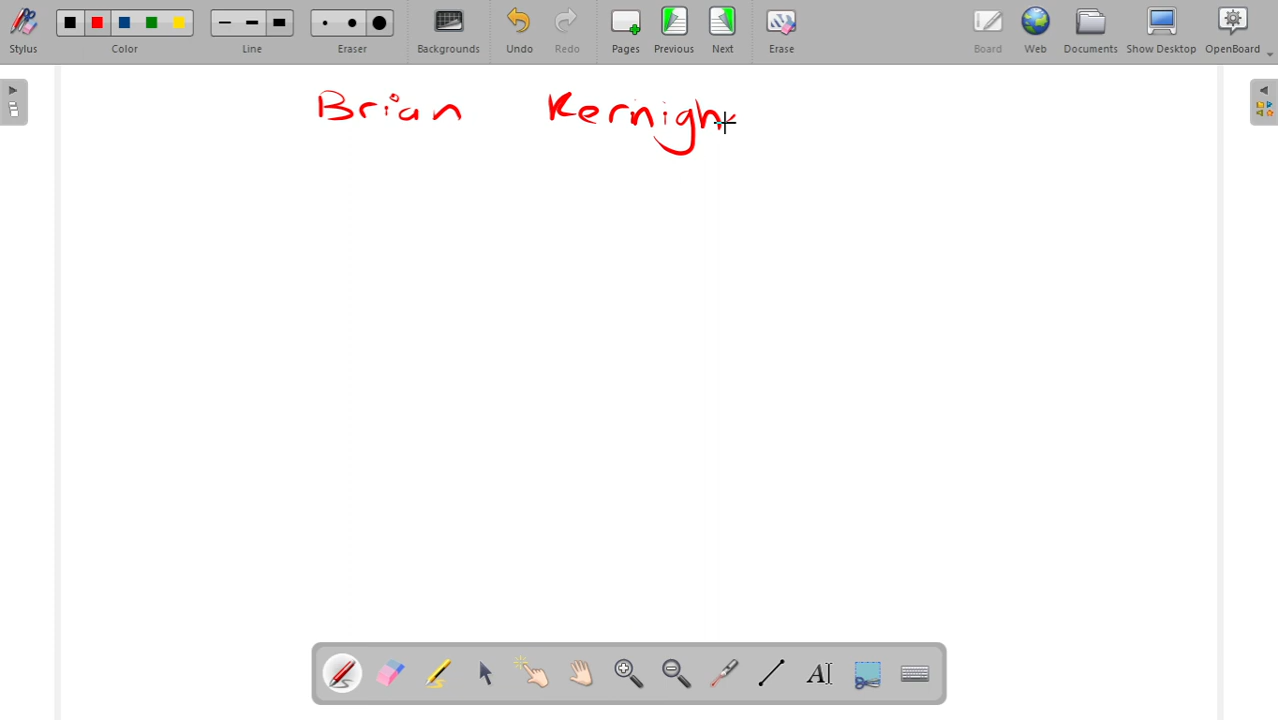 Stylus Color Line Eraser Backgrounds Undo Redo Pages Previous Next Erase Board Web Documents Show Desktop OpenBoard
Brian Kernigh
AI